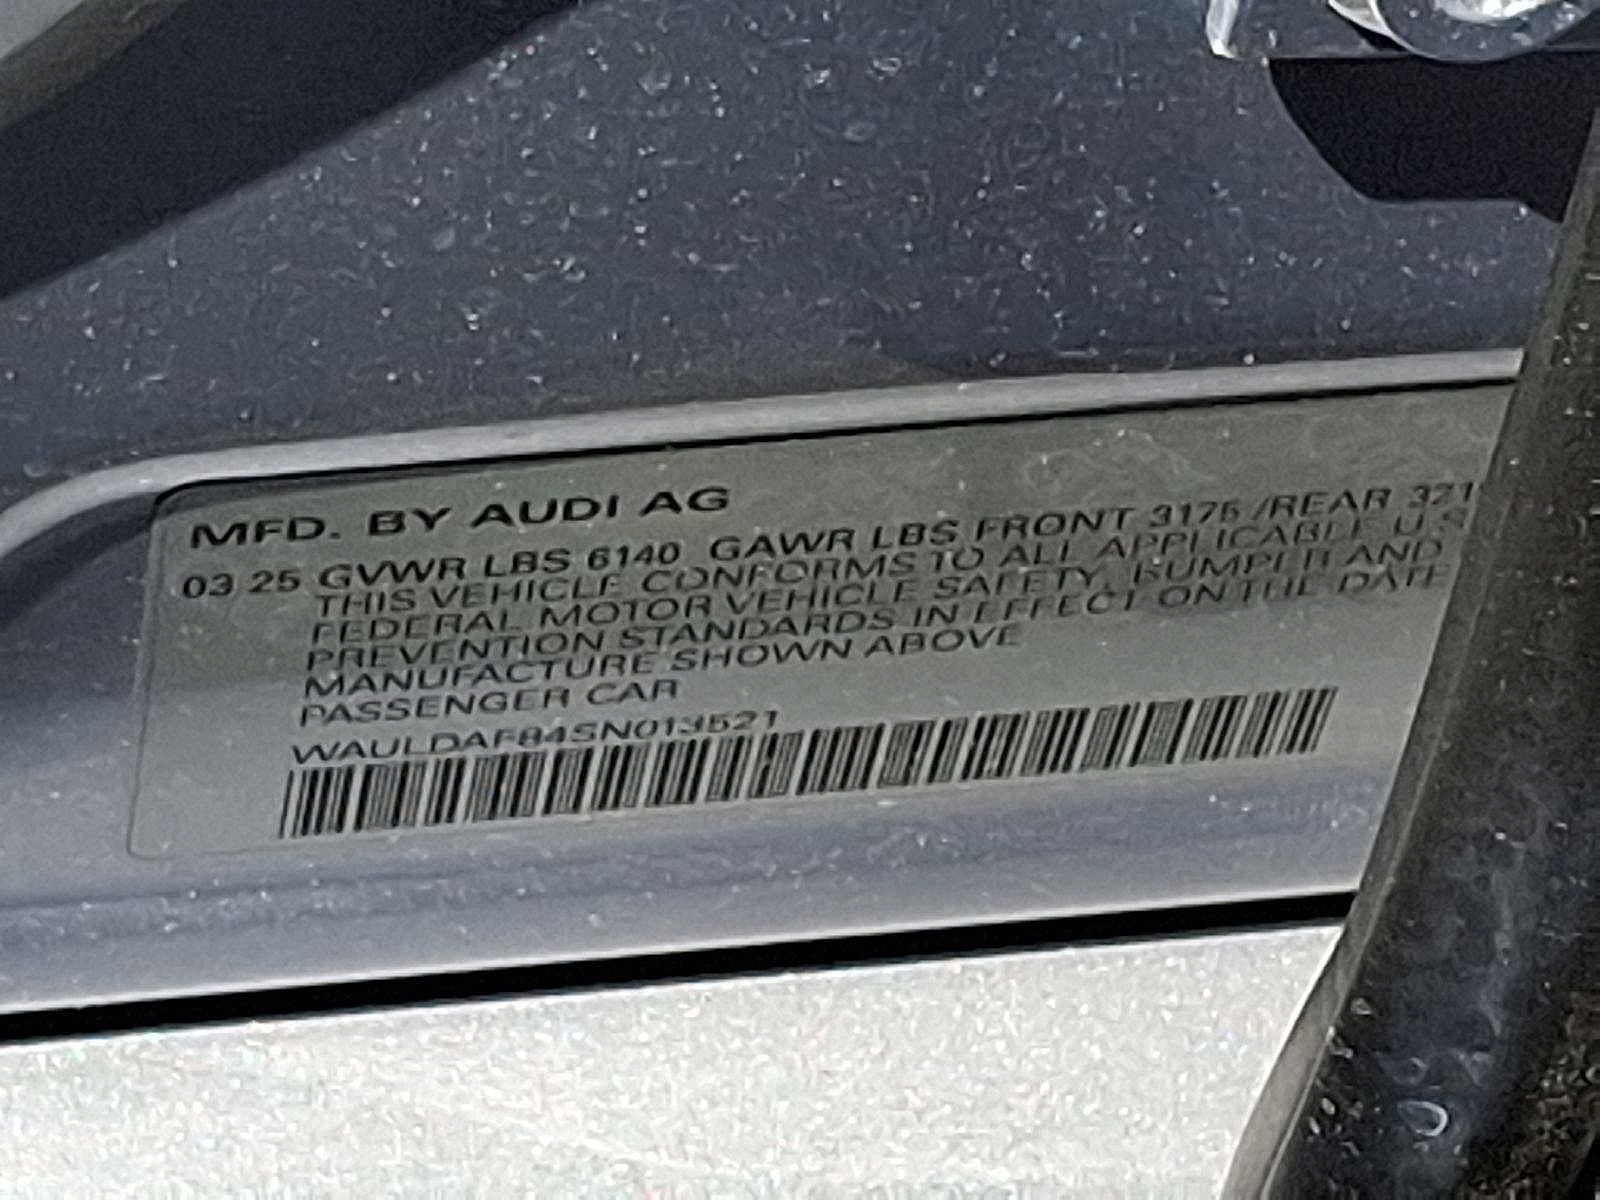 MFD. BY AUDI AG
03 25 GVWR LBS 6140 GAWR LBS FRONT 3175 /REAR 321
THIS VEHICLE CONFORMS TO ALL APPLICABLE U.S
FEDERAL MOTOR VEHICLE SAFETY, BUMPER AND
PREVENTION STANDARDS IN EFFECT ON THE DATE
MANUFACTURE SHOWN ABOVE
PASSENGER CAR
WAULDAF84SN013521